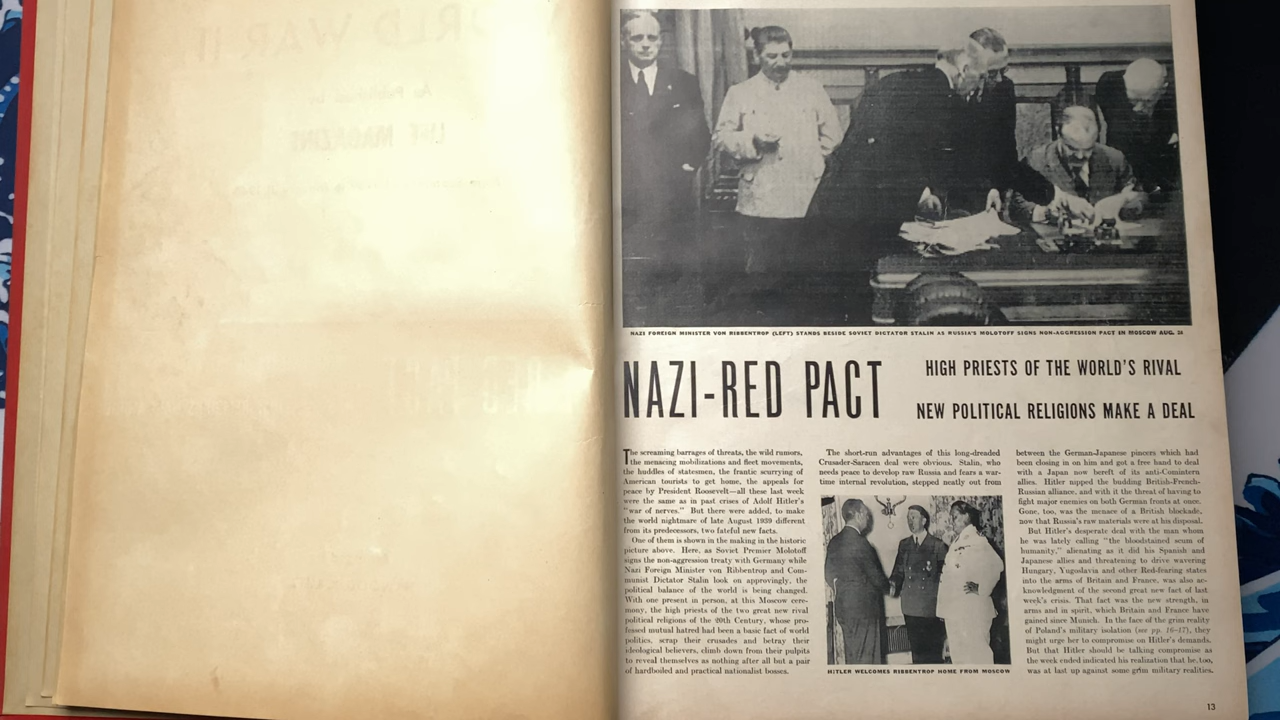 NAZI FOREIGN MINISTER VON RIBBENTROP (LEFT) STANDS BESIDE SOVIET DICTATOR STALIN AS RUSSIA'S MOLOTOFF SIGNS NON-AGGRESSION PACT IN MOSCOW AUG. 24
NAZI-RED PACT
HIGH PRIESTS OF THE WORLD'S RIVAL
NEW POLITICAL RELIGIONS MAKE A DEAL
The screaming barrages of threats, the wild rumors,
the menacing mobilizations and fleet movements,
the huddles of statesmen, the frantic scurrying of
American tourists to get home, the appeals for
peace by President Roosevelt—all these last week
were the same as in past crises of Adolf Hitler's
"war of nerves." But there were added, to make
the world nightmare of late August 1939 different
from its predecessors, two fateful new facts.
One of them is shown in the making in the historic
picture above. Here, as Soviet Premier Molotoff
signs the non-aggression treaty with Germany while
Nazi Foreign Minister von Ribbentrop and Com-
munist Dictator Stalin look on approvingly, the
political balance of the world is being changed.
With one present in person, at this Moscow cere-
mony, the high priests of the two great new rival
political religions of the 20th Century, whose pro-
fessed mutual hatred had been a basic fact of world
politics, scrap their crusades and betray their
ideological believers, climb down from their pulpits
to reveal themselves as nothing after all but a pair
of hardboiled and practical nationalist bosses.
The short-run advantages of this long-dreaded
Crusader-Saracen deal were obvious. Stalin, who
needs peace to develop raw Russia and fears a war-
time internal revolution, stepped neatly out from
HITLER WELCOMES RIBBENTROP HOME FROM MOSCOW
between the German-Japanese pincers which had
been closing in on him and got a free hand to deal
with a Japan now bereft of its anti-Comintern
allies. Hitler nipped the budding British-French-
Russian alliance, and with it the threat of having to
fight major enemies on both German fronts at once.
Gone, too, was the menace of a British blockade,
now that Russia's raw materials were at his disposal.
But Hitler's desperate deal with the man whom
he was lately calling "the bloodstained scum of
humanity," alienating as it did his Spanish and
Japanese allies and threatening to drive wavering
Hungary, Yugoslavia and other Red-fearing states
into the arms of Britain and France, was also ac-
knowledgment of the second great new fact of last
week's crisis. That fact was the new strength, in
arms and in spirit, which Britain and France have
gained since Munich. In the face of the grim reality
of Poland's military isolation (see pp. 16-17), they
might urge her to compromise on Hitler's demands.
But that Hitler should be talking compromise as
the week ended indicated his realization that he, too,
was at last up against some grim military realities.
13